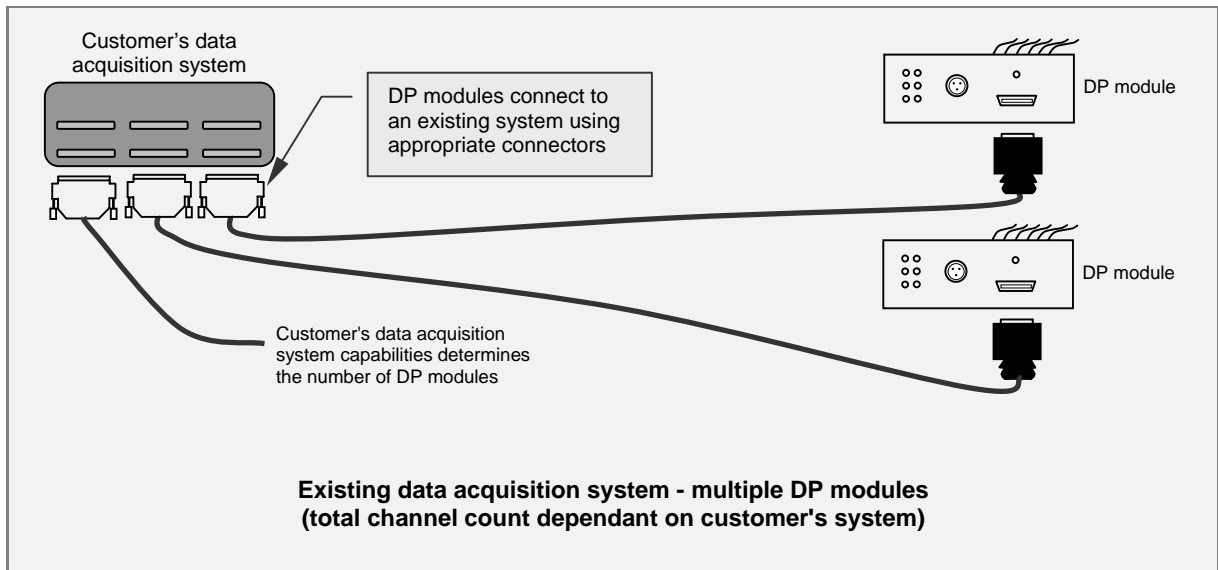 Customer's data
acquisition system
DP modules connect to
an existing system using
appropriate connectors
DP module
DP module
Customer's data acquisition
system capabilities determines
the number of DP modules
Existing data acquisition system - multiple DP modules
(total channel count dependant on customer's system)